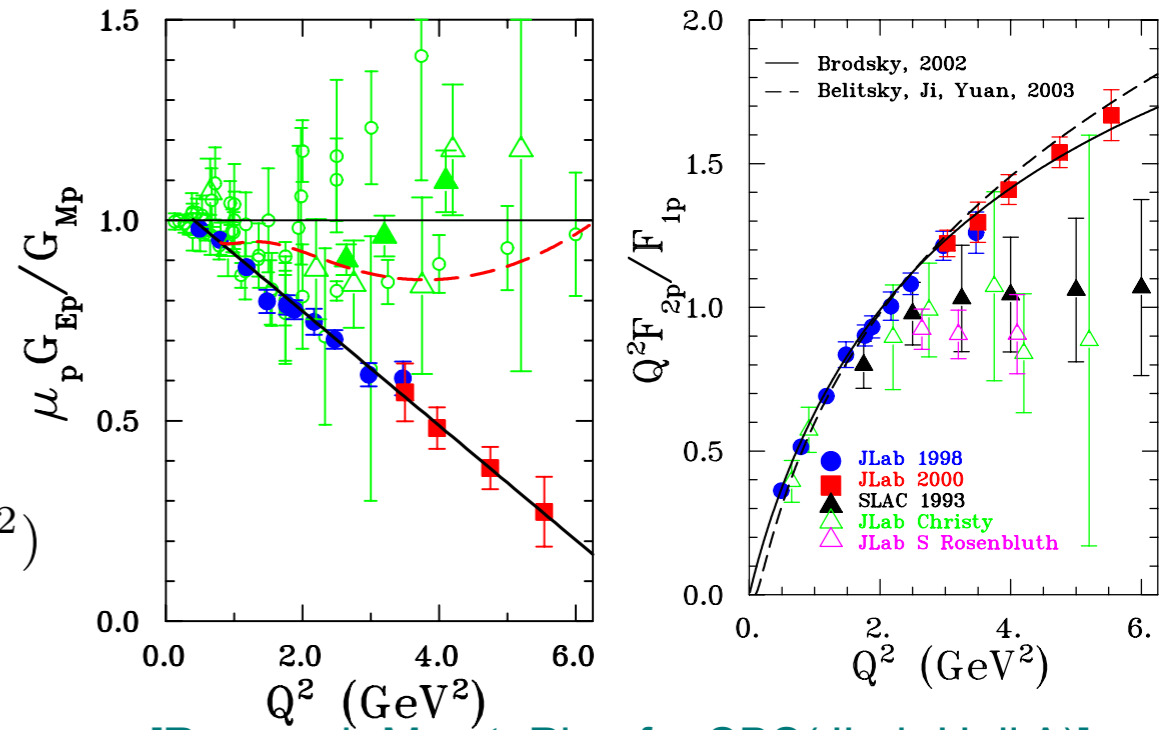 1.5
1.0
0.5
0.0
0.0 2.0 4.0 6.0
μpGEp/GMp
Q² (GeV²)
²)
2.0
1.5
1.0
0.5
0.0
0. 2. 4. 6.
Q²F2p/F1p
Q² (GeV²)
Brodsky, 2002
Belitsky, Ji, Yuan, 2003
JLab 1998
JLab 2000
SLAC 1993
JLab Christy
JLab S Rosenbluth